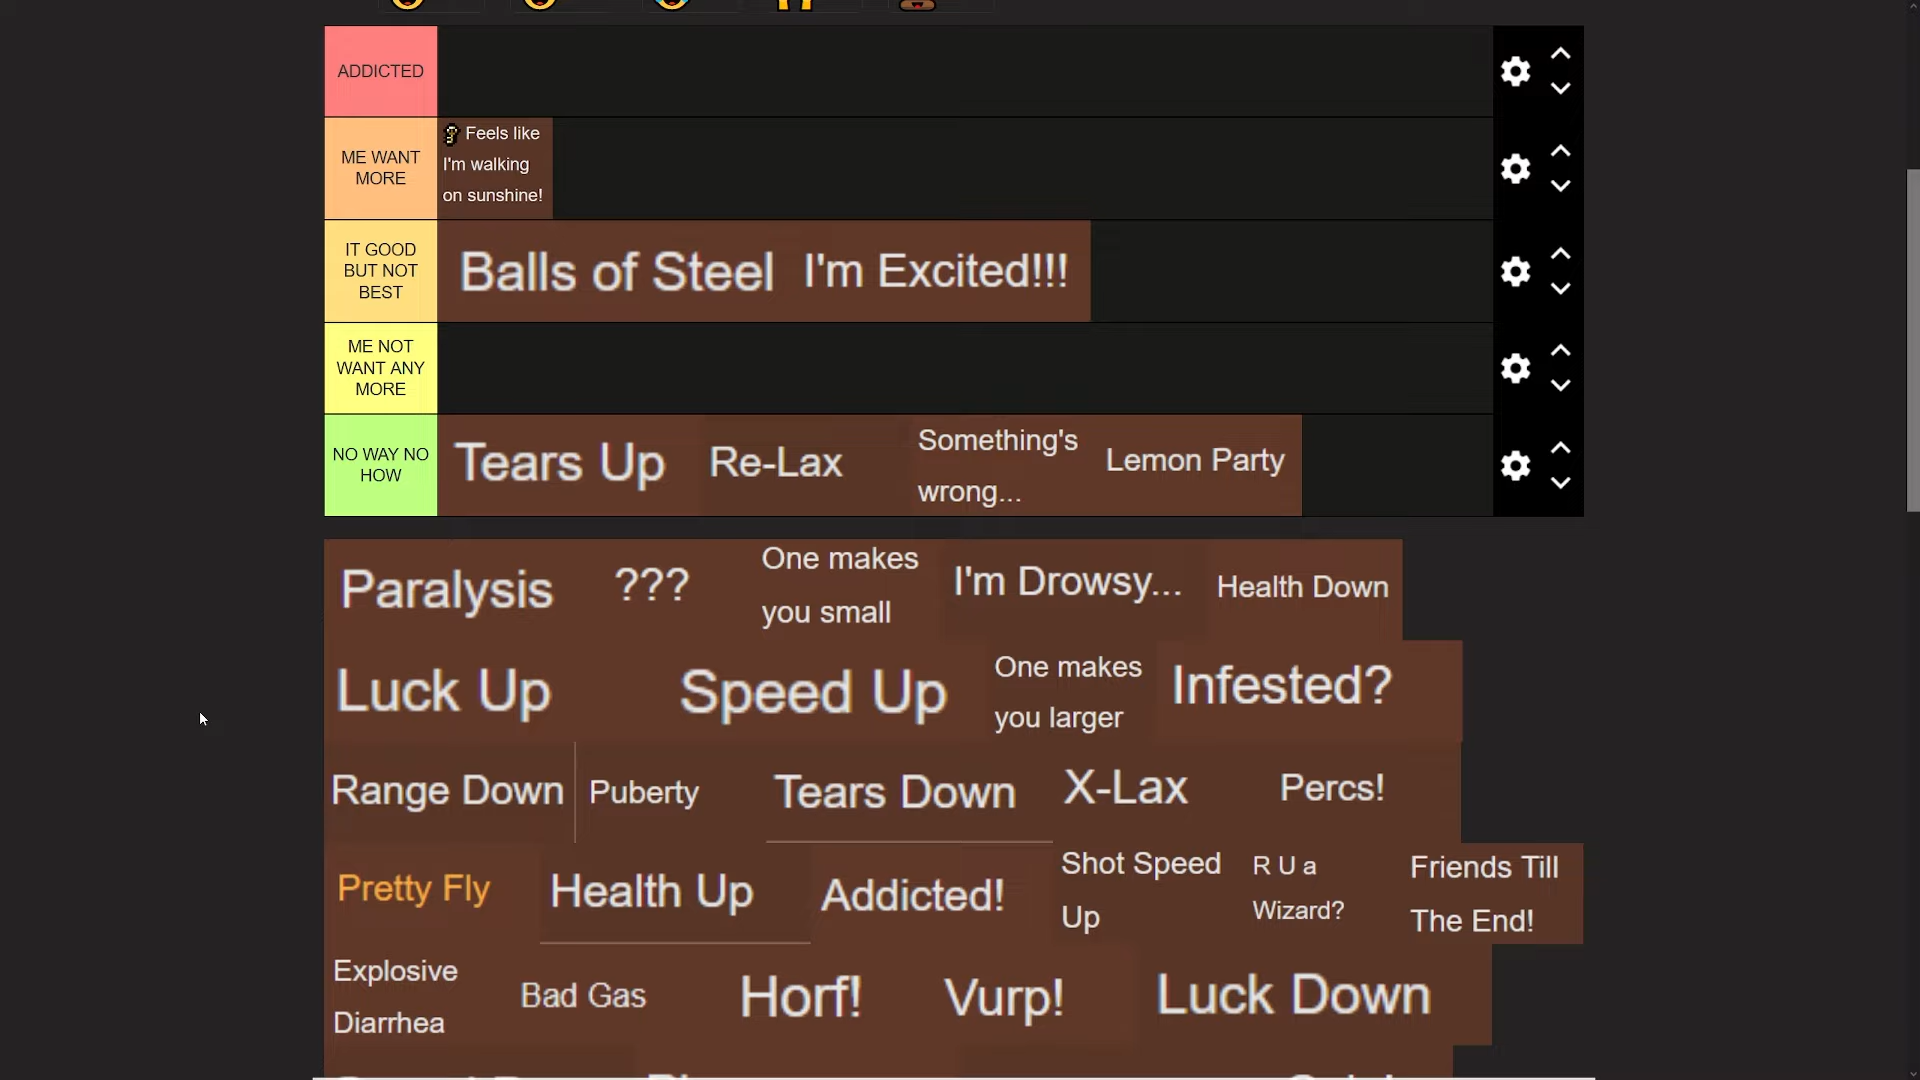 ADDICTED
ME WANT
MORE
Feels like
I'm walking
on sunshine!
IT GOOD
BUT NOT
BEST
Balls of Steel
I'm Excited!!!
ME NOT
WANT ANY
MORE
NO WAY NO
HOW
Tears Up
Re-Lax
Something's
wrong...
Lemon Party
Paralysis
???
One makes
you small
I'm Drowsy...
Health Down
Luck Up
Speed Up
One makes
you larger
Infested?
Range Down
Puberty
Tears Down
X-Lax
Percs!
Pretty Fly
Health Up
Addicted!
Shot Speed
Up
R U a
Wizard?
Friends Till
The End!
Explosive
Diarrhea
Bad Gas
Horf!
Vurp!
Luck Down